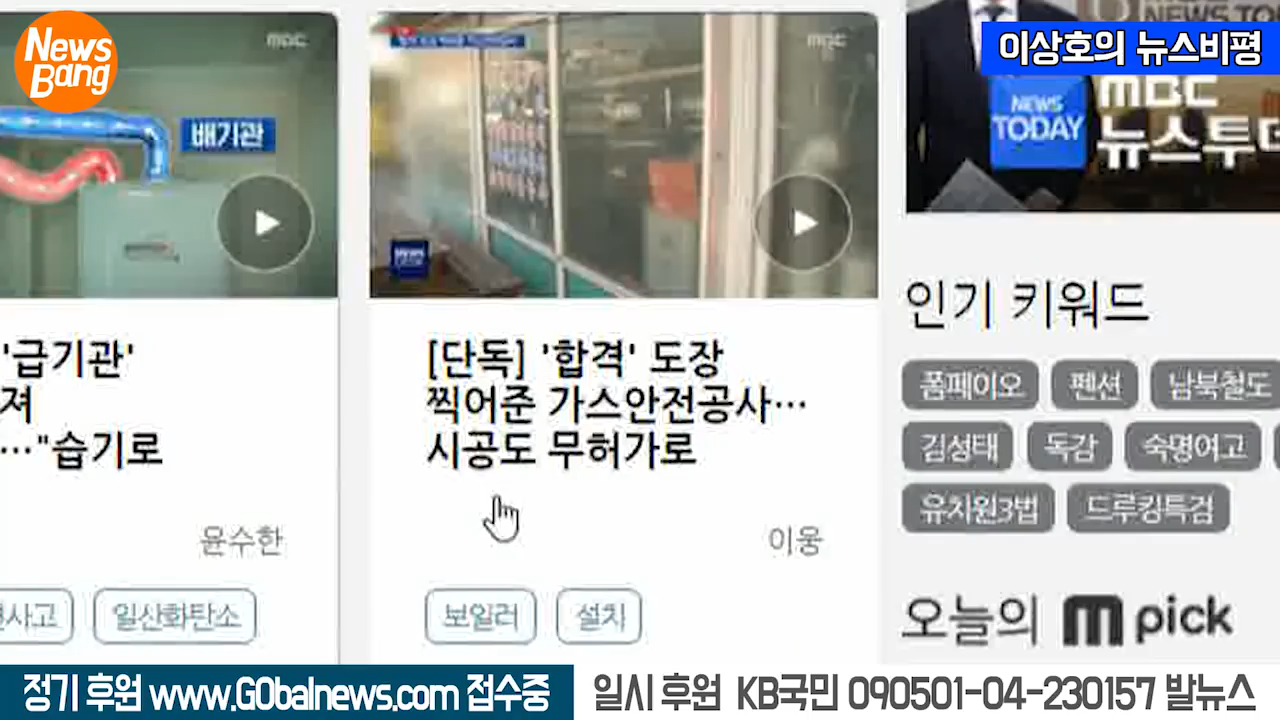 News
Bang
mbc
mbc
이상호의 뉴스비평
NEWS TO
NEWS
TODAY
mbc
뉴스투데
배기관
'급기관'
져
…"습기로
윤수한
사고
일산화탄소
[단독] '합격' 도장
찍어준 가스안전공사…
시공도 무허가로
이웅
보일러
설치
인기 키워드
폼페이오
펜션
남북철도
김성태
독감
숙명여고
유치원3법
드루킹특검
오늘의 m pick
정기 후원 www.GObalnews.com 접수중
일시 후원 KB국민 090501-04-230157 발뉴스